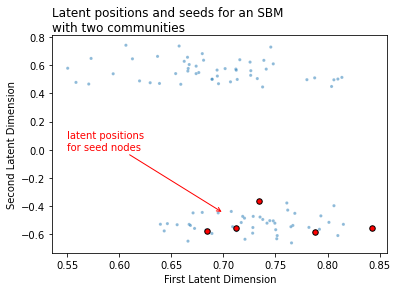 Latent positions and seeds for an SBM
with two communities
Second Latent Dimension
0.8
0.6
0.4
0.2
0.0
−0.2
−0.4
−0.6
latent positions
for seed nodes
0.55
0.60
0.65
0.70
0.75
0.80
0.85
First Latent Dimension